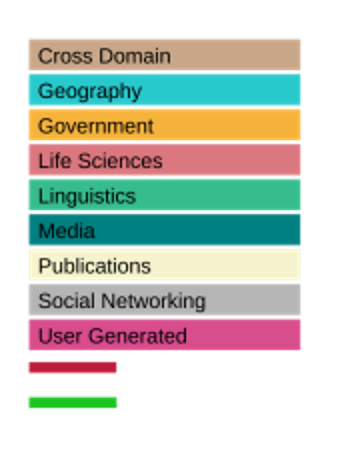 Cross Domain
Geography
Government
Life Sciences
Linguistics
Media
Publications
Social Networking
User Generated